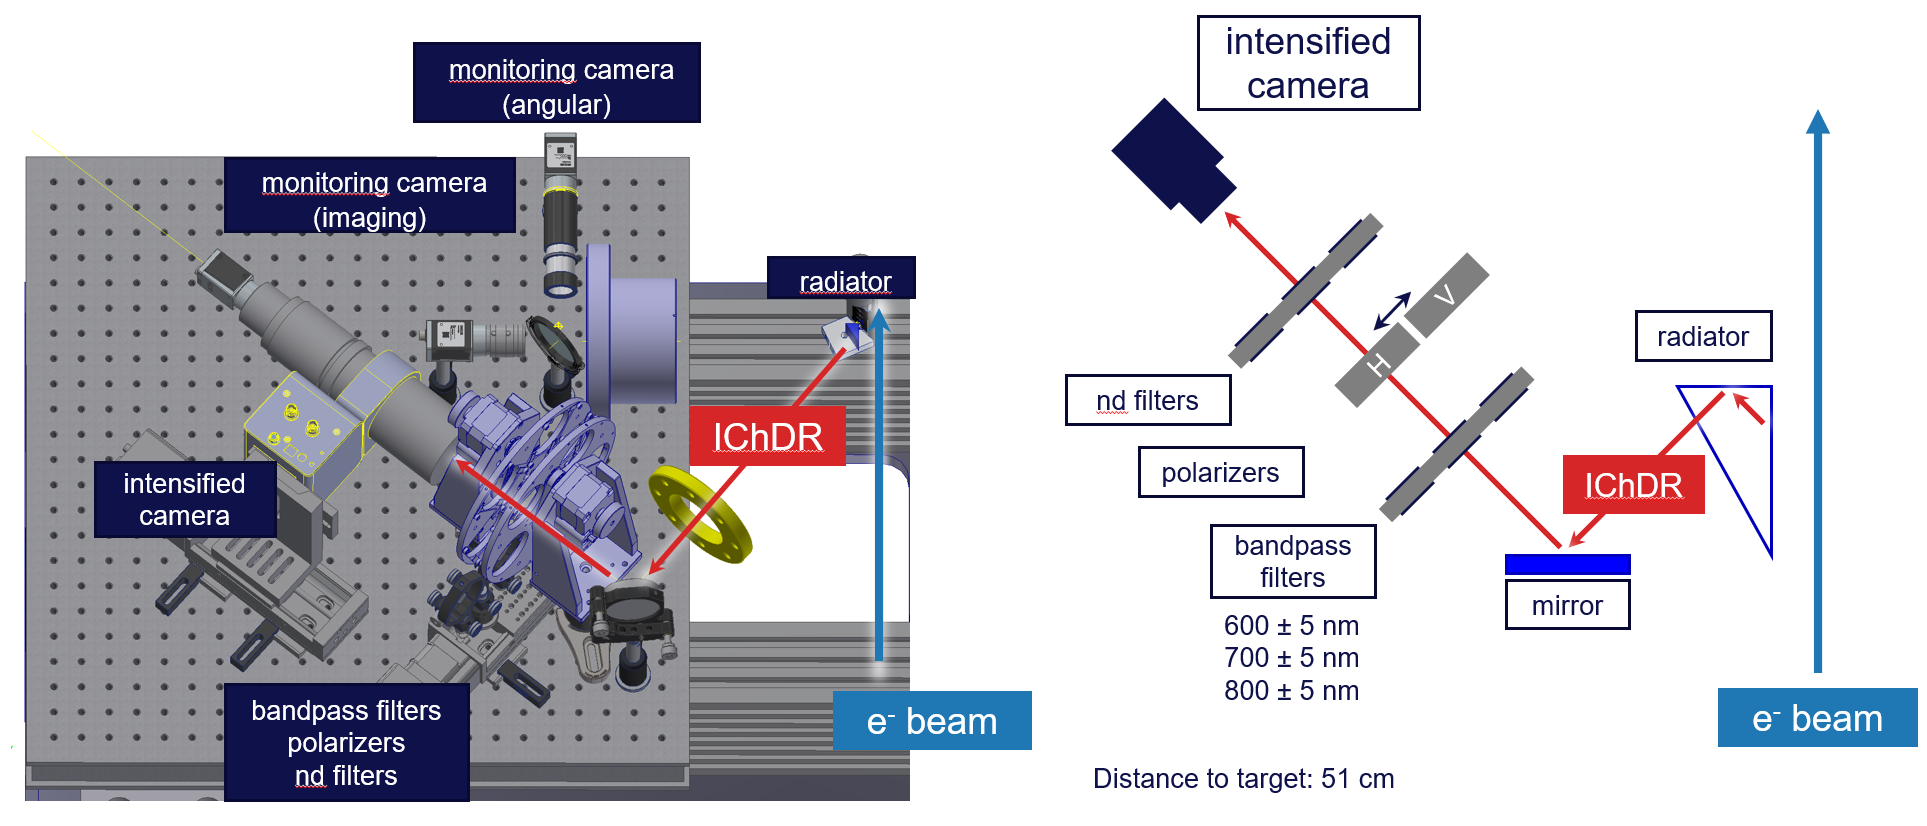 monitoring camera
(angular)
monitoring camera
(imaging)
radiator
IChDR
intensified
camera
bandpass filters
polarizers
nd filters
e- beam
intensified
camera
V
H
radiator
nd filters
polarizers
IChDR
bandpass
filters
mirror
600 ± 5 nm
700 ± 5 nm
800 ± 5 nm
e- beam
Distance to target: 51 cm